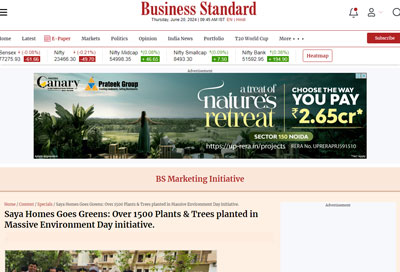 Business Standard
Thursday, June 20, 2024 | 09:45 AM IST EN | Hindi
Latest E-Paper Markets Politics Opinion India News Portfolio T20 World Cup More Subscribe
Sensex (-0.08%) Nifty (-0.21%) Nifty Midcap (0.08%) Nifty Smallcap (0.09%) Nifty Bank (0.38%) Heatmap
77275.93 -61.66 23466.30 -49.70 54998.35 + 46.65 8493.30 + 7.50 51592.95 + 194.90
Advertisement
Canary
Prateek Group
a treat of
nature's
retreat
SECTOR 150 NOIDA
https://up-rera.in/projects
CHOOSE THE
WAY YOU PAY
₹2.65cr*
RERA No. UPRERAPRJ591510
BS Marketing Initiative
Home / Content / Specials / Saya Homes Goes Greens: Over 1500 Plants & Trees planted in Massive Environment Day initiative.
Saya Homes Goes Greens: Over 1500 Plants & Trees planted in
Massive Environment Day initiative.
Advertisement